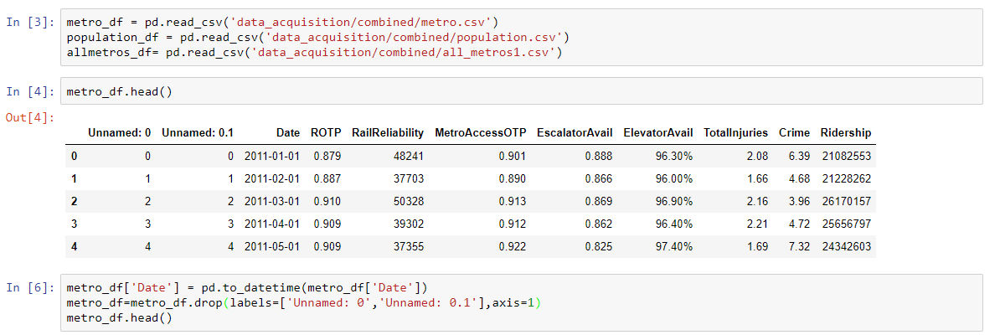 In [3]: metro_df = pd.read_csv('data_acquisition/combined/metro.csv')
population_df = pd.read_csv('data_acquisition/combined/population.csv')
allmetros_df= pd.read_csv('data_acquisition/combined/all_metros1.csv')
In [4]: metro_df.head()
Out[4]:
Unnamed: 0 Unnamed: 0.1 Date ROTP RailReliability MetroAccessOTP EscalatorAvail ElevatorAvail TotalInjuries Crime Ridership
0 0 0 2011-01-01 0.879 48241 0.901 0.888 96.30% 2.08 6.39 21082553
1 1 1 2011-02-01 0.887 37703 0.890 0.866 96.00% 1.66 4.68 21228262
2 2 2 2011-03-01 0.910 50328 0.913 0.869 96.90% 2.16 3.96 26170157
3 3 3 2011-04-01 0.909 39302 0.912 0.862 96.40% 2.21 4.72 25656797
4 4 4 2011-05-01 0.909 37355 0.922 0.825 97.40% 1.69 7.32 24342603
In [6]: metro_df['Date'] = pd.to_datetime(metro_df['Date'])
metro_df=metro_df.drop(labels=['Unnamed: 0','Unnamed: 0.1'],axis=1)
metro_df.head()